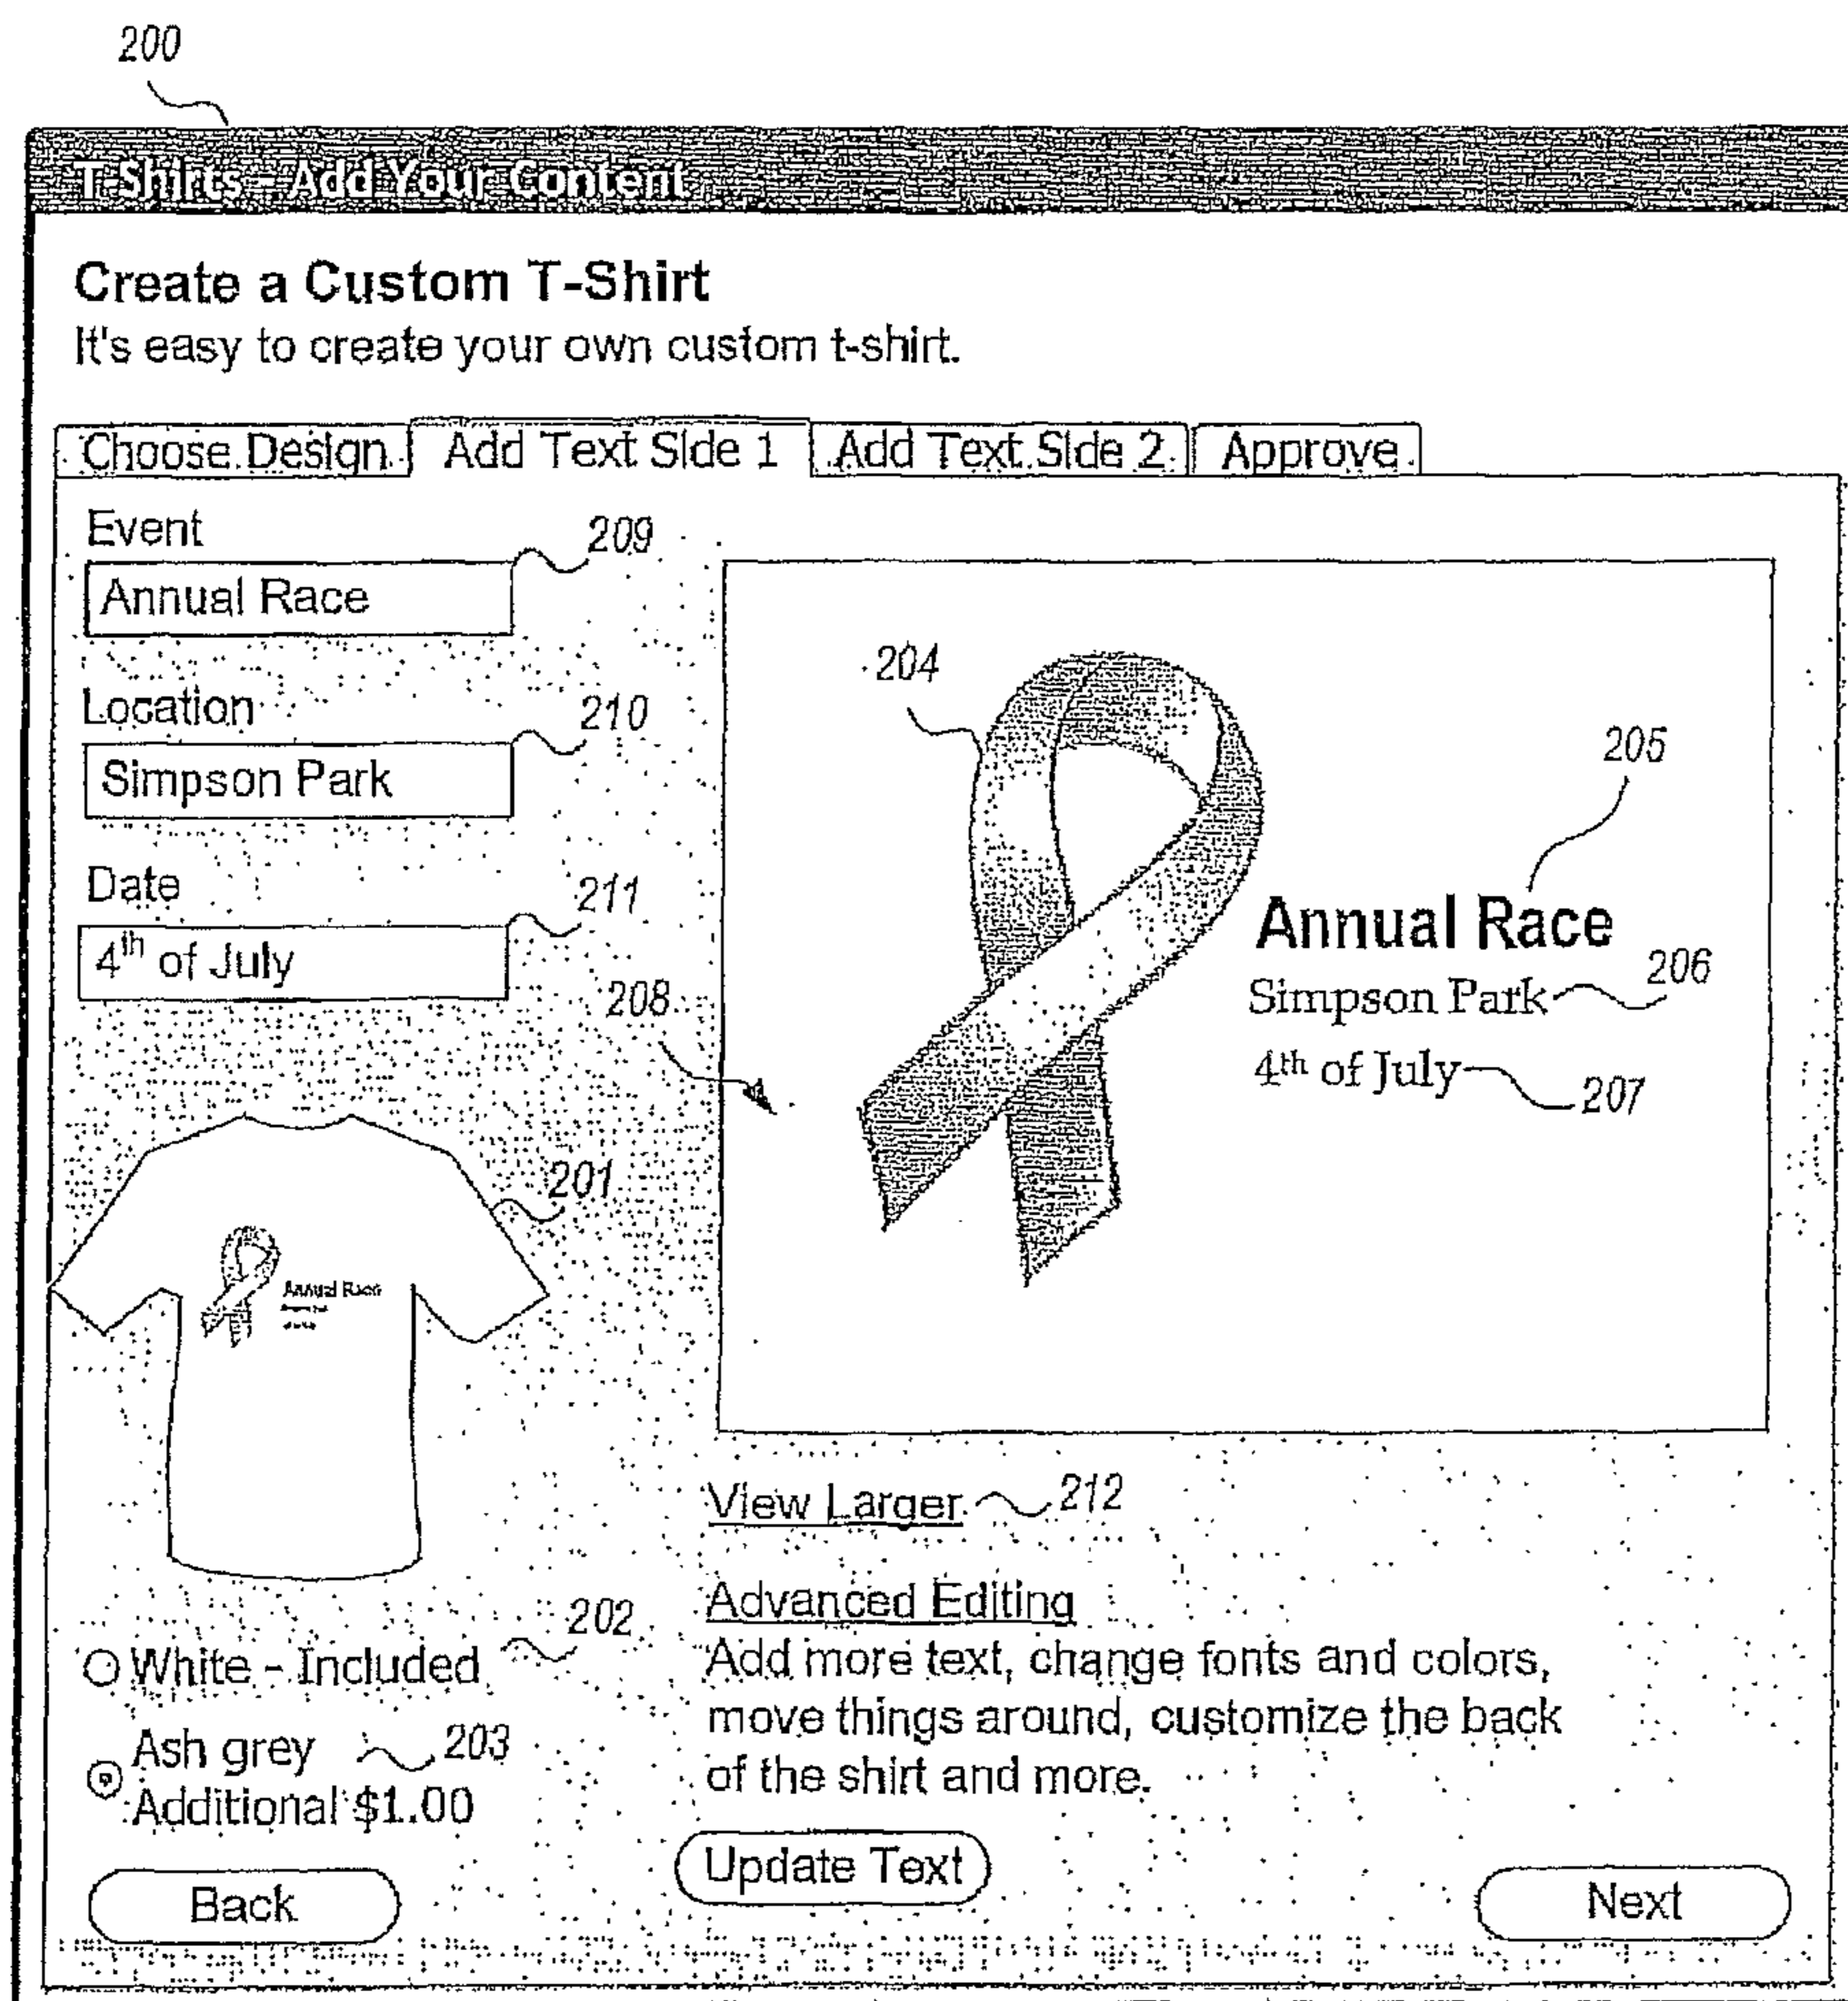 200
T-Shirts - Add Your Content
Create a Custom T-Shirt
It's easy to create your own custom t-shirt.
Choose Design
Add Text Side 1
Add Text Side 2
Approve
Event
209
Annual Race
Location
210
Simpson Park
Date
211
4th of July
208
204
205
Annual Race
206
Simpson Park
4th of July
207
201
Annual Race
View Larger
212
202
White - Included
Ash grey
203
Additional $1.00
Advanced Editing
Add more text, change fonts and colors,
move things around, customize the back
of the shirt and more.
Update Text
Back
Next